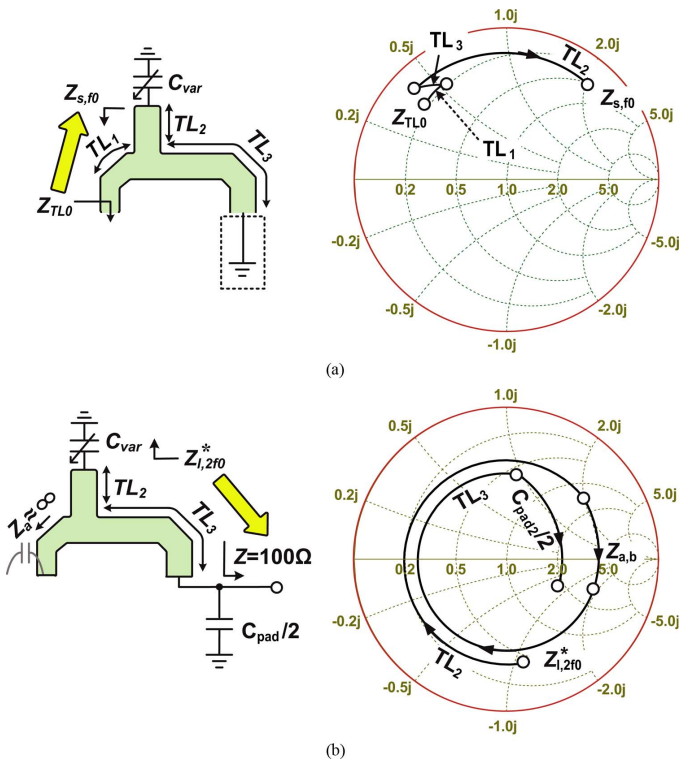 C_var
Z_s,f0
TL_1
TL_2
TL_3
Z_TL0
1.0j
0.5j
TL_3
2.0j
TL_2
Z_s,f0
0.2j
Z_TL0
5.0j
TL_1
0.2
0.5
1.0
2.0
5.0
-0.2j
-5.0j
-0.5j
-2.0j
-1.0j
(a)
C_var
Z*_l,2f0
TL_2
Z_a≈∞
TL_3
Z=100Ω
C_pad/2
1.0j
0.5j
2.0j
TL_3
C_pad2/2
0.2j
5.0j
Z_a,b
0.2
0.5
1.0
2.0
5.0
-0.2j
-5.0j
Z*_l,2f0
TL_2
-0.5j
-2.0j
-1.0j
(b)